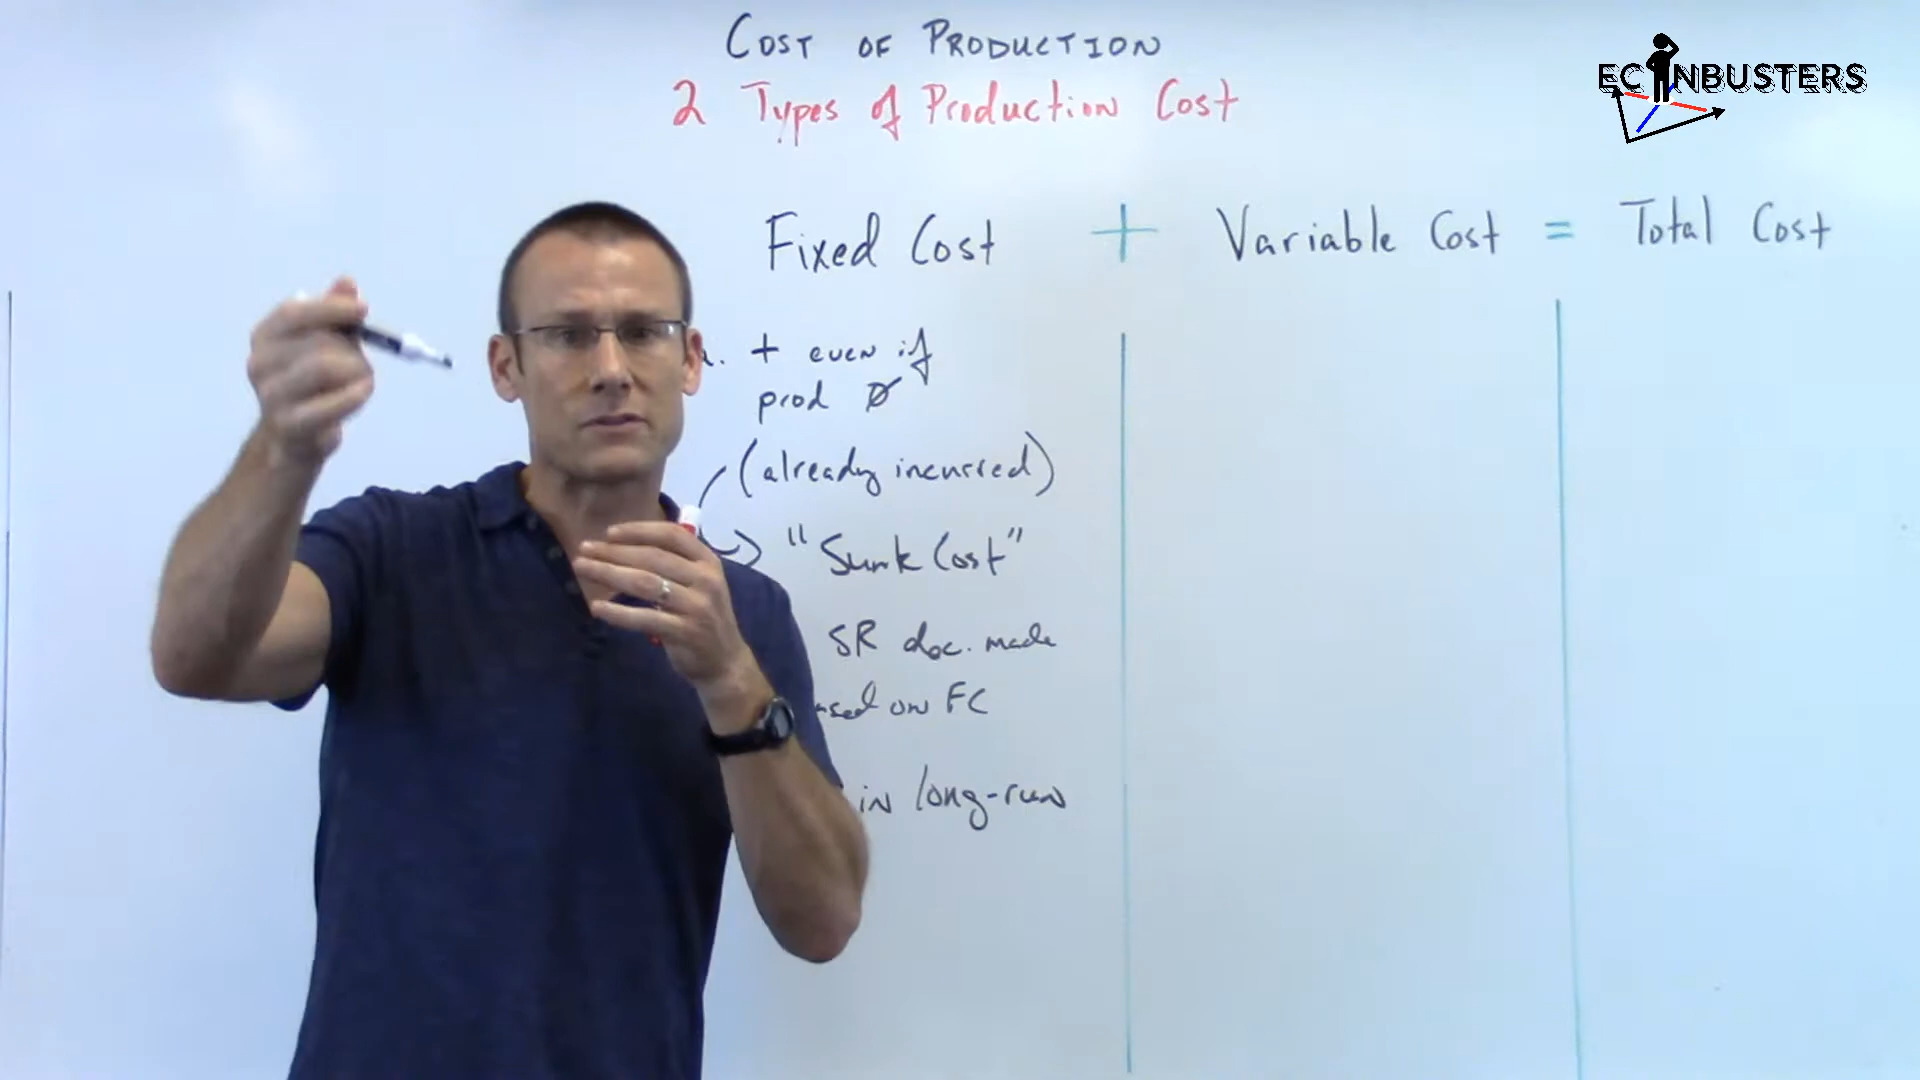 COST OF PRODUCTION
2 Types of Production Cost
ECONBUSTERS
Fixed Cost + Variable Cost = Total Cost
+ even if
prod Ø
(already incurred)
"Sunk Cost"
SR dec. made
on FC
in long-run